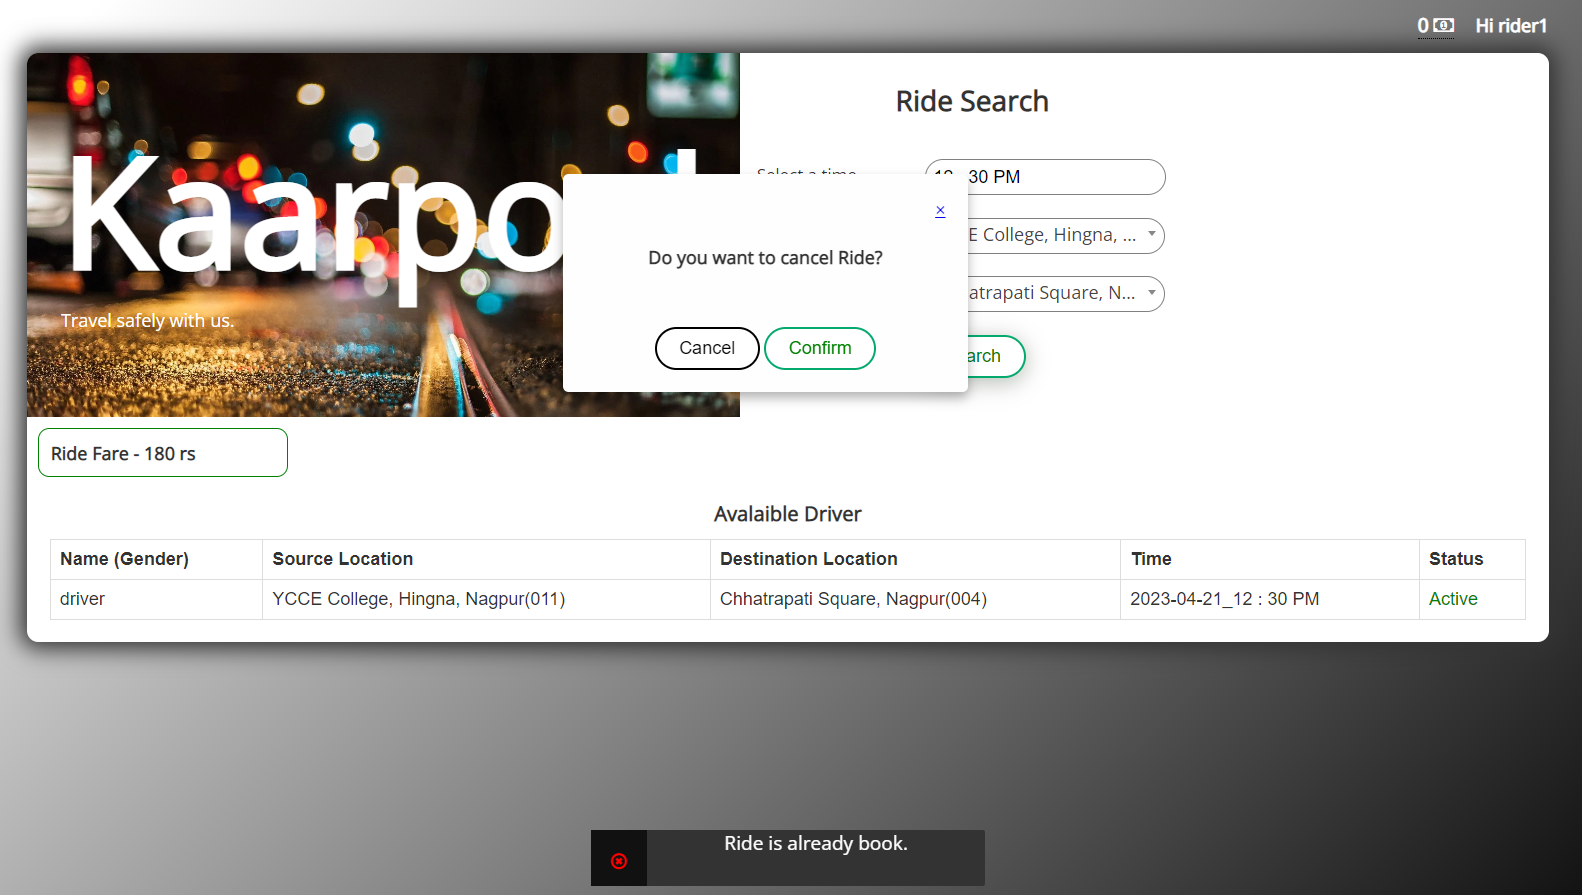 0
Hi rider1
Kaarpo
Travel safely with us.
Ride Search
30 PM
E College, Hingna, ...
atrapati Square, N...
arch
×
Do you want to cancel Ride?
Cancel
Confirm
Ride Fare - 180 rs
Avalaible Driver
Name (Gender) Source Location Destination Location Time Status
driver YCCE College, Hingna, Nagpur(011) Chhatrapati Square, Nagpur(004) 2023-04-21_12 : 30 PM Active
Ride is already book.